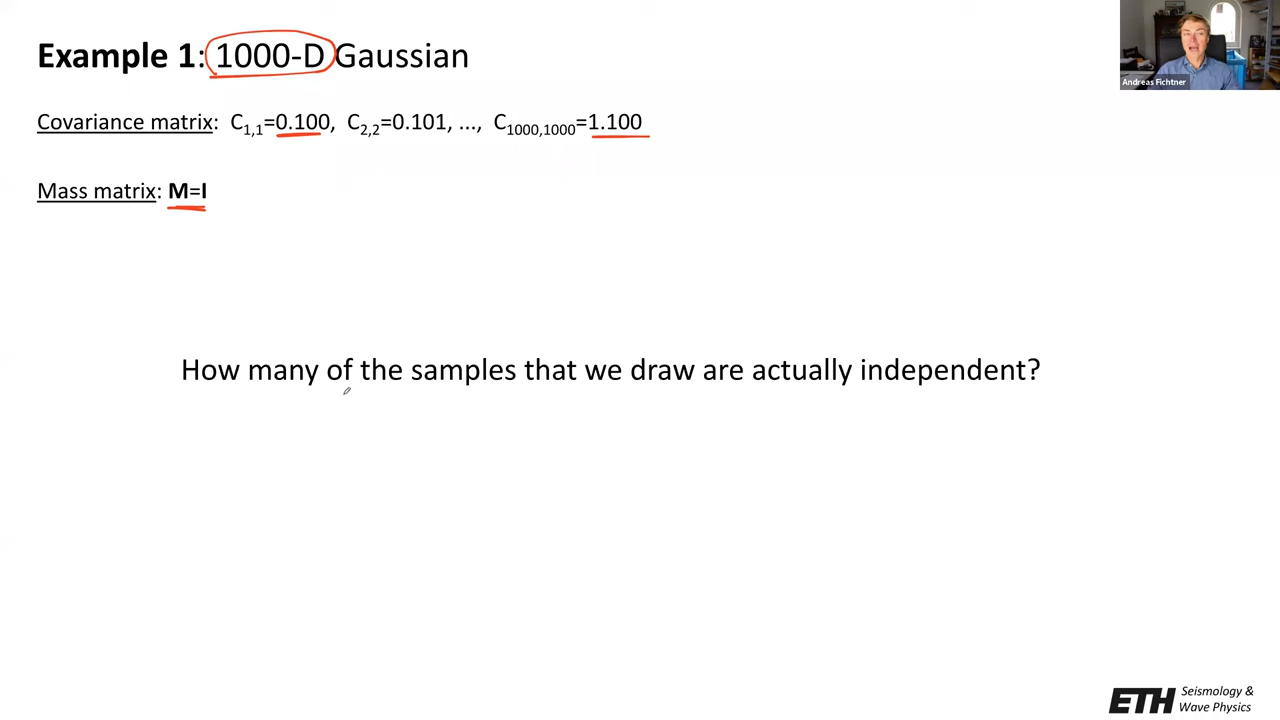 Example 1: 1000-D Gaussian
Covariance matrix: C1,1=0.100, C2,2=0.101, ..., C1000,1000=1.100
Mass matrix: M=I
How many of the samples that we draw are actually independent?
Andreas Fichtner
ETH Seismology &
Wave Physics